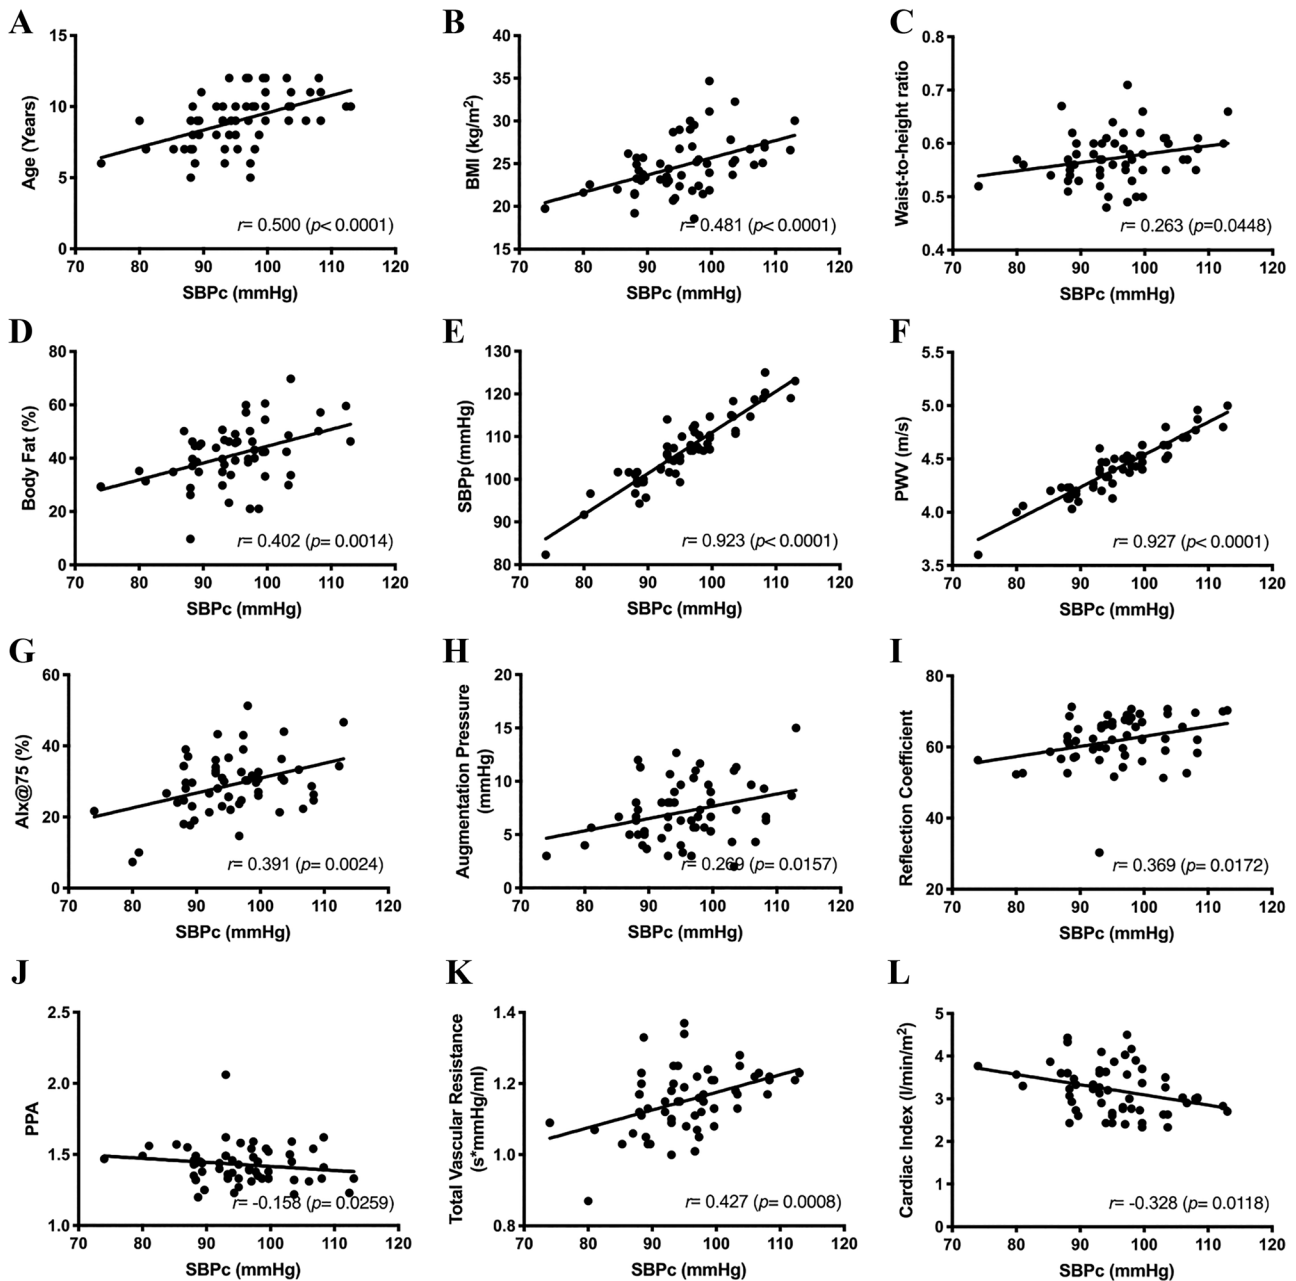 A
Age (Years)
15
10
5
0
r= 0.500 (p< 0.0001)
70 80 90 100 110 120
SBPc (mmHg)
B
BMI (kg/m²)
40
35
30
25
20
15
r= 0.481 (p< 0.0001)
70 80 90 100 110 120
SBPc (mmHg)
C
Waist-to-height ratio
0.8
0.7
0.6
0.5
0.4
r= 0.263 (p=0.0448)
70 80 90 100 110 120
SBPc (mmHg)
D
Body Fat (%)
80
60
40
20
0
r= 0.402 (p= 0.0014)
70 80 90 100 110 120
SBPc (mmHg)
E
SBPp(mmHg)
130
120
110
100
90
80
r= 0.923 (p< 0.0001)
70 80 90 100 110 120
SBPc (mmHg)
F
PWV (m/s)
5.5
5.0
4.5
4.0
3.5
r= 0.927 (p< 0.0001)
70 80 90 100 110 120
SBPc (mmHg)
G
AIx@75 (%)
60
40
20
0
r= 0.391 (p= 0.0024)
70 80 90 100 110 120
SBPc (mmHg)
H
Augmentation Pressure
(mmHg)
20
15
10
5
0
r= 0.269 (p= 0.0157)
70 80 90 100 110 120
SBPc (mmHg)
I
Reflection Coefficient
80
60
40
20
r= 0.369 (p= 0.0172)
70 80 90 100 110 120
SBPc (mmHg)
J
PPA
2.5
2.0
1.5
1.0
r= -0.158 (p= 0.0259)
70 80 90 100 110 120
SBPc (mmHg)
K
Total Vascular Resistance
(s*mmHg/ml)
1.4
1.2
1.0
0.8
r= 0.427 (p= 0.0008)
70 80 90 100 110 120
SBPc (mmHg)
L
Cardiac Index (l/min/m²)
5
4
3
2
1
0
r= -0.328 (p= 0.0118)
70 80 90 100 110 120
SBPc (mmHg)